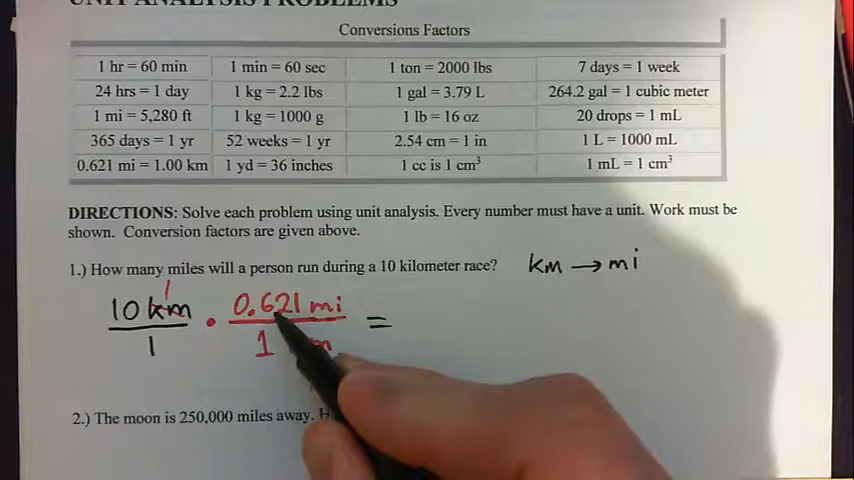 UNIT ANALYSIS PROBLEMS
Conversions Factors
1 hr = 60 min 1 min = 60 sec 1 ton = 2000 lbs 7 days = 1 week
24 hrs = 1 day 1 kg = 2.2 lbs 1 gal = 3.79 L 264.2 gal = 1 cubic meter
1 mi = 5,280 ft 1 kg = 1000 g 1 lb = 16 oz 20 drops = 1 mL
365 days = 1 yr 52 weeks = 1 yr 2.54 cm = 1 in 1 L = 1000 mL
0.621 mi = 1.00 km 1 yd = 36 inches 1 cc is 1 cm³ 1 mL = 1 cm³
DIRECTIONS: Solve each problem using unit analysis. Every number must have a unit. Work must be
shown. Conversion factors are given above.
1.) How many miles will a person run during a 10 kilometer race? km → mi
10 km • 0.621 mi =
1 1 m
2.) The moon is 250,000 miles away. H